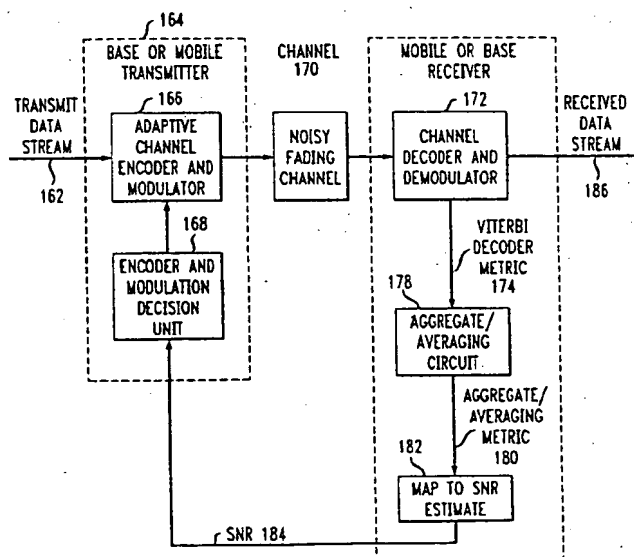 164
BASE OR MOBILE
TRANSMITTER
CHANNEL
170
MOBILE OR BASE
RECEIVER
TRANSMIT
DATA
STREAM
162
166
ADAPTIVE
CHANNEL
ENCODER AND
MODULATOR
NOISY
FADING
CHANNEL
172
CHANNEL
DECODER AND
DEMODULATOR
RECEIVED
DATA
STREAM
186
168
ENCODER AND
MODULATION
DECISION
UNIT
VITERBI
DECODER
METRIC
174
178
AGGREGATE/
AVERAGING
CIRCUIT
AGGREGATE/
AVERAGING
METRIC
180
182
MAP TO SNR
ESTIMATE
SNR 184